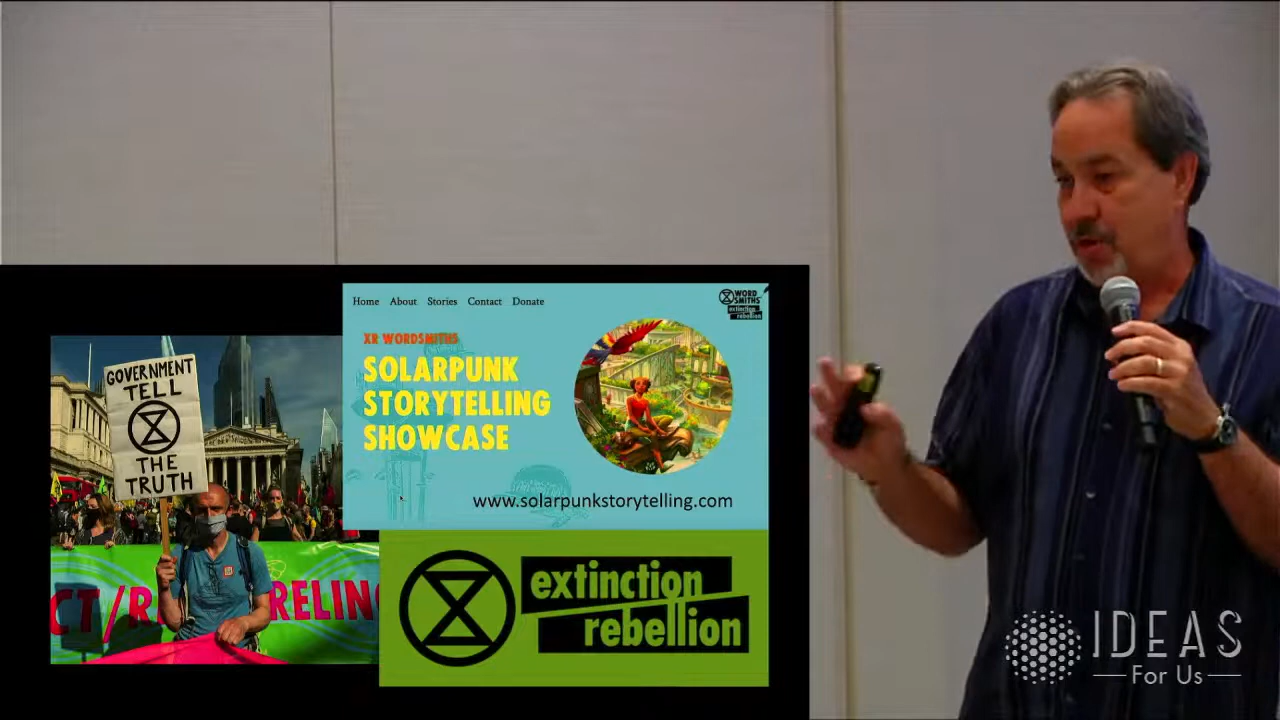 GOVERNMENT
TELL
THE
TRUTH
Home About Stories Contact Donate
WORD
SMITHS
extinction
rebellion
XR WORDSMITHS
SOLARPUNK
STORYTELLING
SHOWCASE
www.solarpunkstorytelling.com
extinction
rebellion
IDEAS
For Us